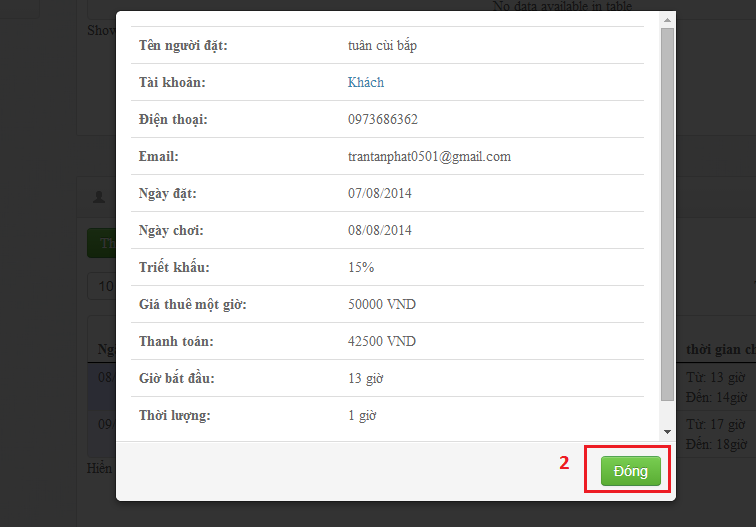 No data available in table
Show
Tên người đặt: tuân cùi bắp
Tài khoản: Khách
Điện thoại: 0973686362
Email: trantanphat0501@gmail.com
Ngày đặt: 07/08/2014
Ngày chơi: 08/08/2014
Triết khấu: 15%
Th
10
Giá thuê một giờ: 50000 VND
Thanh toán: 42500 VND
Ng
thời gian ch
08/
Giờ bắt đầu: 13 giờ
Từ: 13 giờ
Đến: 14giờ
Thời lượng: 1 giờ
09/
Từ: 17 giờ
Đến: 18giờ
Hiển
2
Đóng